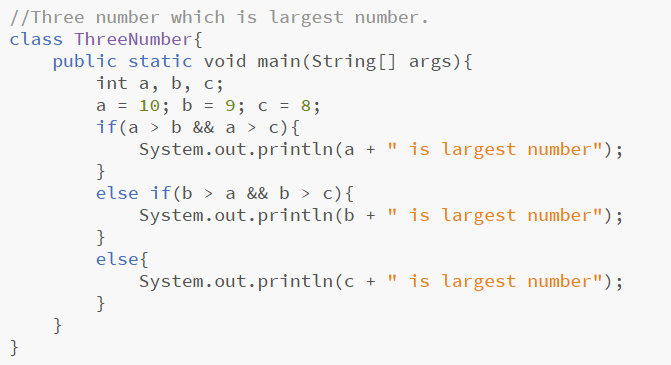 //Three number which is largest number.
class ThreeNumber{
    public static void main(String[] args){
        int a, b, c;
        a = 10; b = 9; c = 8;
        if(a > b && a > c){
            System.out.println(a + " is largest number");
        }
        else if(b > a && b > c){
            System.out.println(b + " is largest number");
        }
        else{
            System.out.println(c + " is largest number");
        }
    }
}